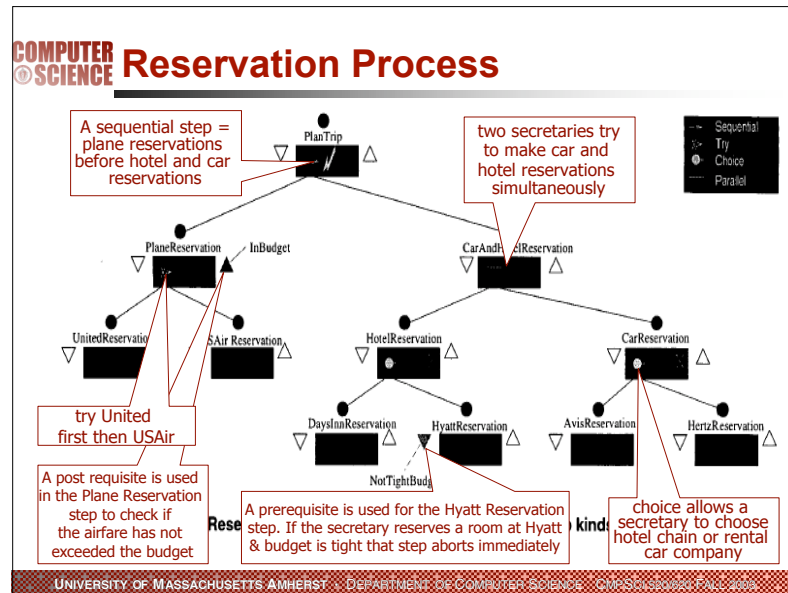 COMPUTER
SCIENCE
Reservation Process
A sequential step =
plane reservations
before hotel and car
reservations
PlanTrip
two secretaries try
to make car and
hotel reservations
simultaneously
Sequential
Try
Choice
Parallel
PlaneReservation
InBudget
UnitedReservation
SAir Reservation
HotelReservation
CarReservation
try United
first then USAir
DaysInnReservation
HyattReservation
AvisReservation
HertzReservation
A post requisite is used
in the Plane Reservation
step to check if
the airfare has not
exceeded the budget
A prerequisite is used for the Hyatt Reservation
step. If the secretary reserves a room at Hyatt
& budget is tight that step aborts immediately
choice allows a
secretary to choose
hotel chain or rental
car company
UNIVERSITY OF MASSACHUSETTS AMHERST DEPARTMENT OF COMPUTER SCIENCE